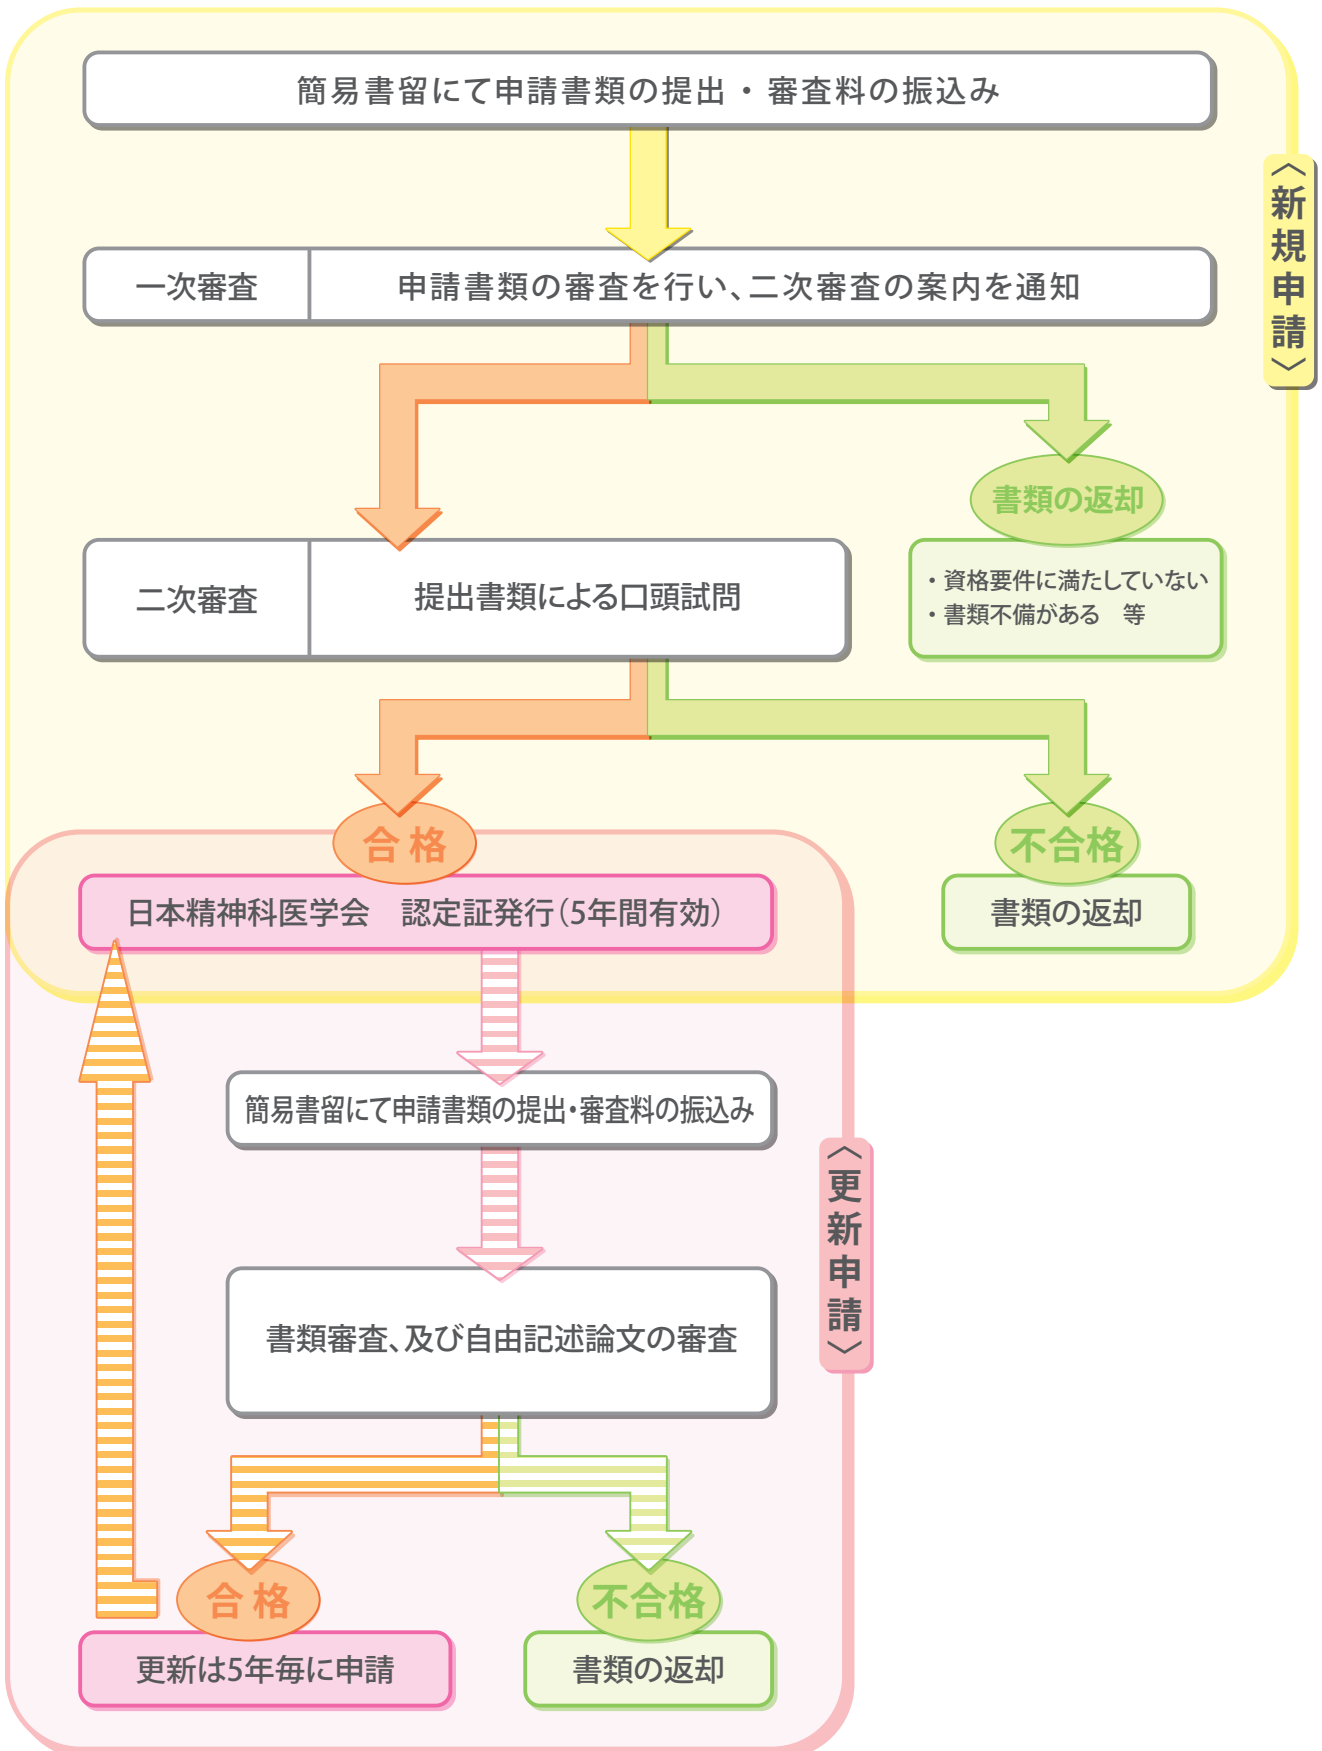 簡易書留にて申請書類の提出・審査料の振込み
〈新規申請〉
一次審査
申請書類の審査を行い、二次審査の案内を通知
書類の返却
・資格要件に満たしていない
・書類不備がある　等
二次審査
提出書類による口頭試問
合格
不合格
日本精神科医学会　認定証発行（5年間有効）
書類の返却
簡易書留にて申請書類の提出・審査料の振込み
〈更新申請〉
書類審査、及び自由記述論文の審査
合格
不合格
更新は5年毎に申請
書類の返却